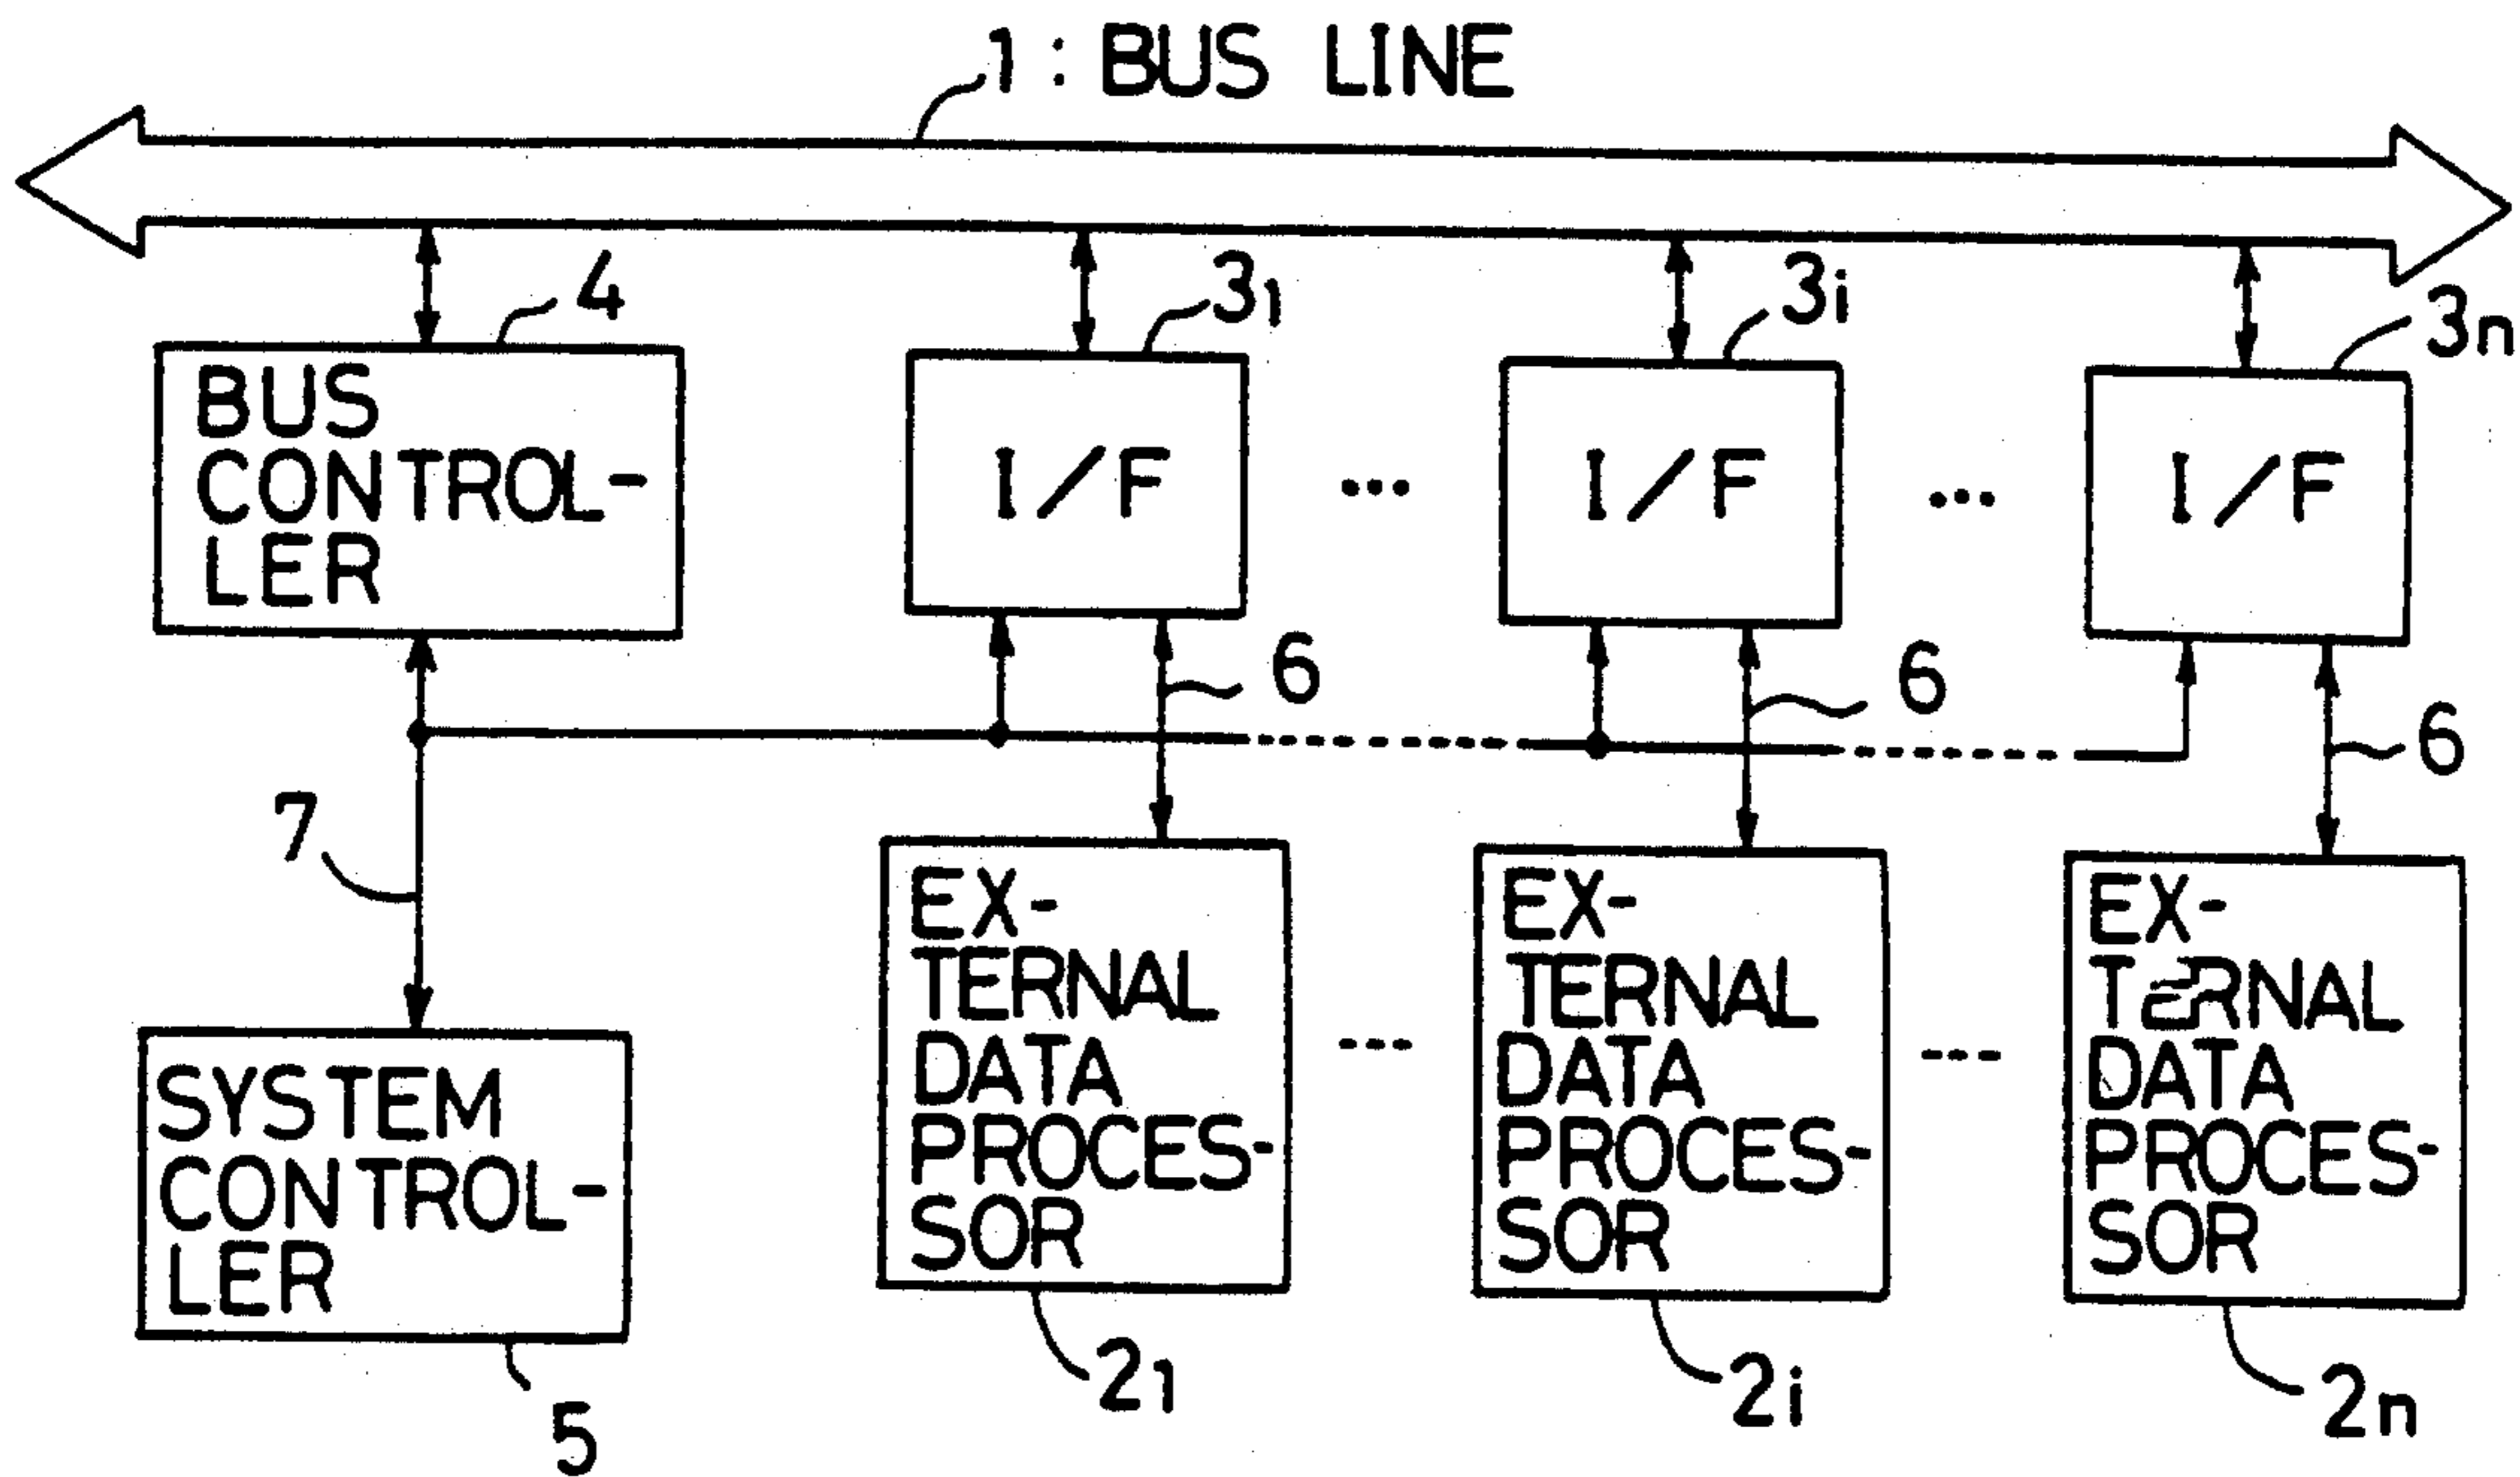 1 : BUS LINE
4
31
3i
3n
BUS
CONTROL-
LER
I/F
...
I/F
...
I/F
6
6
6
7
EX-
TERNAL
DATA
PROCES-
SOR
---
EX-
TERNAL
DATA
PROCES-
SOR
---
EX-
TERNAL
DATA
PROCES-
SOR
SYSTEM
CONTROL-
LER
21
2i
2n
5